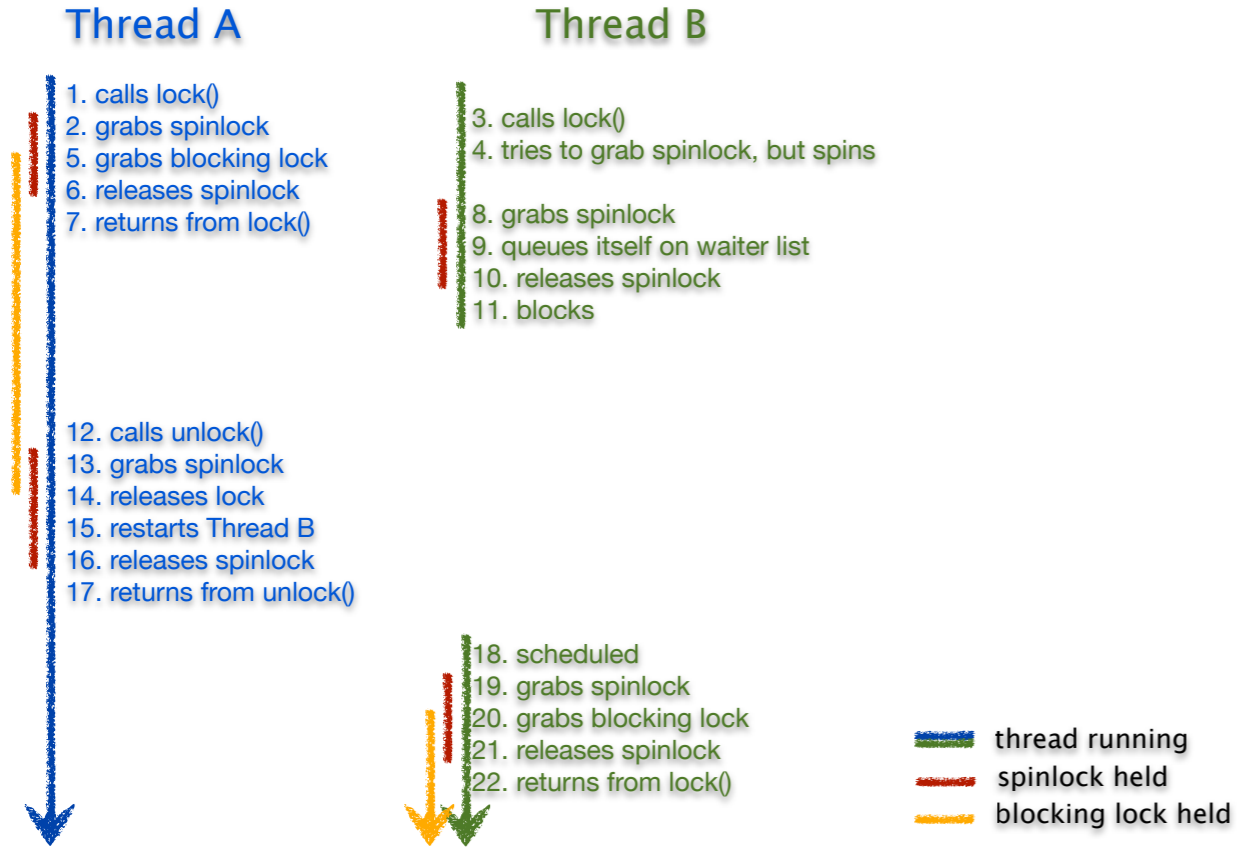 Thread A
1. calls lock()
2. grabs spinlock
5. grabs blocking lock
6. releases spinlock
7. returns from lock()
12. calls unlock()
13. grabs spinlock
14. releases lock
15. restarts Thread B
16. releases spinlock
17. returns from unlock()
Thread B
3. calls lock()
4. tries to grab spinlock, but spins
8. grabs spinlock
9. queues itself on waiter list
10. releases spinlock
11. blocks
18. scheduled
19. grabs spinlock
20. grabs blocking lock
21. releases spinlock
22. returns from lock()
thread running
spinlock held
blocking lock held